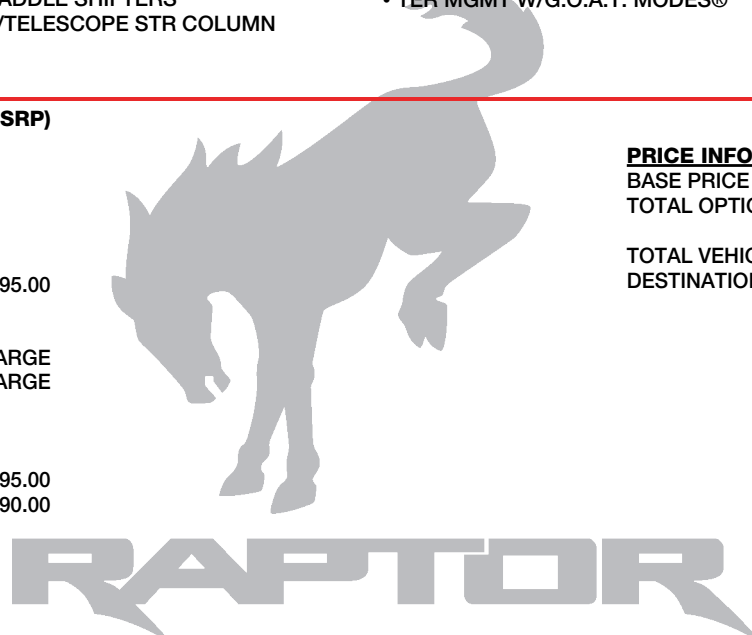 ADDLE SHIFTERS
/TELESCOPE STR COLUMN
• TER MGMT W/G.O.A.T. MODES®
SRP)
95.00
ARGE
ARGE
95.00
90.00
PRICE INFO
BASE PRICE
TOTAL OPTIO
TOTAL VEHIC
DESTINATION
RAPTOR